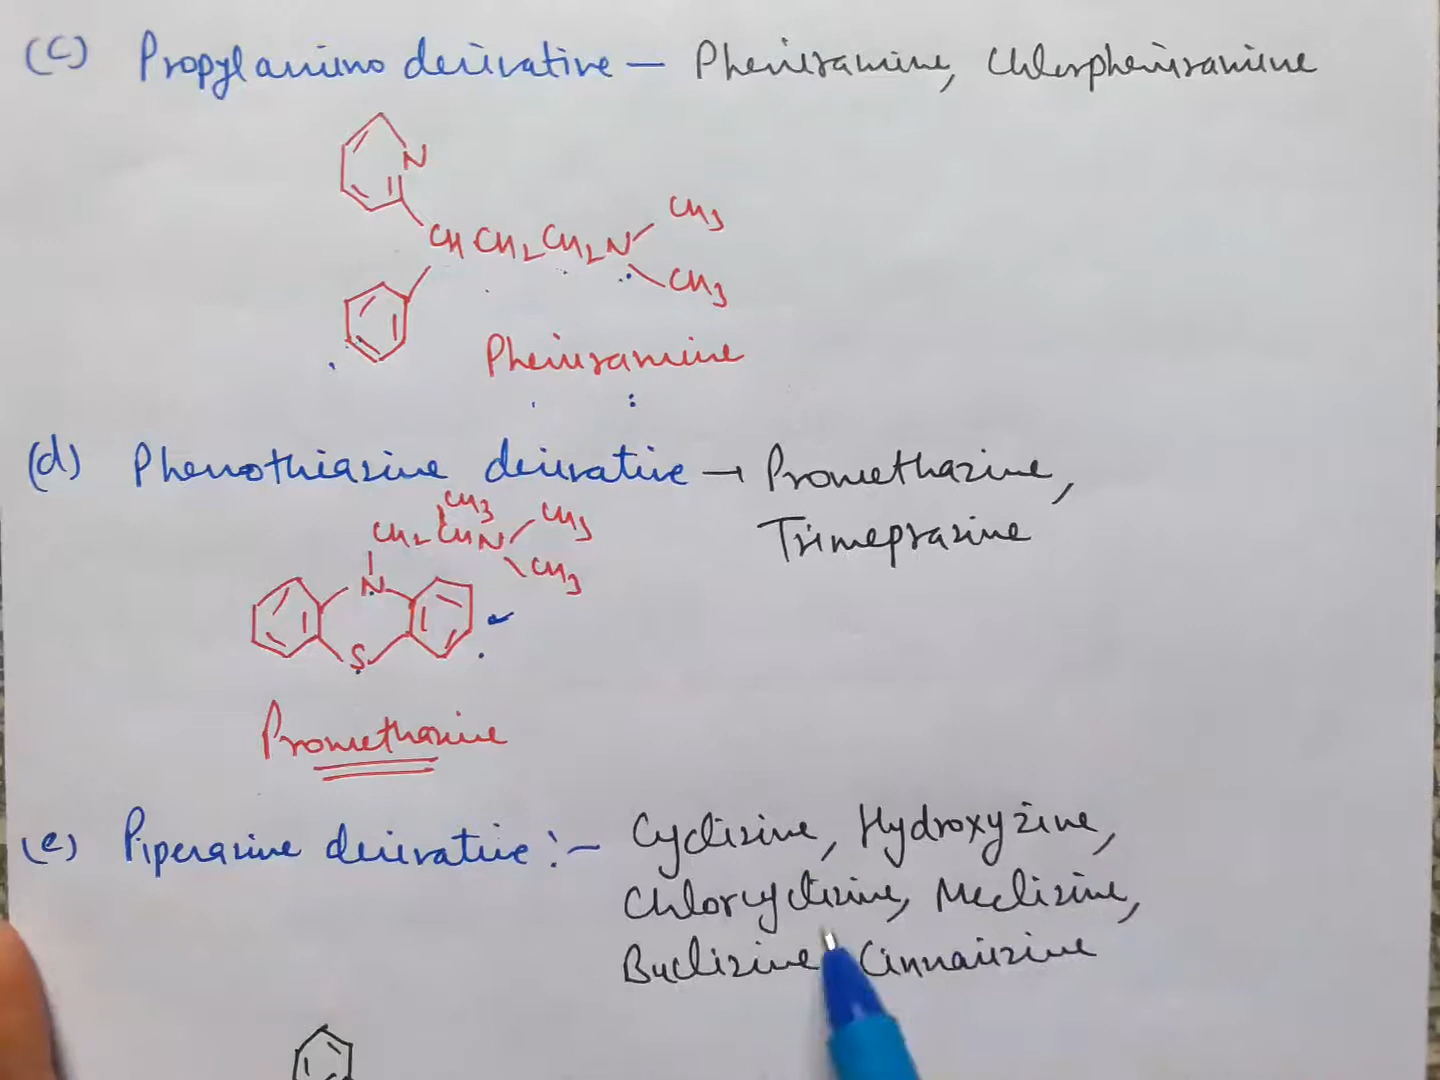 (c) Propylamino derivative — Pheniramine, Chlorpheniramine
N
CH3
CH CH2 CH2 N
CH3
Pheniramine
(d) Phenothiazine derivative → Promethazine,
Trimeprazine
CH3
CH2 CH N CH3
CH3
N
S
Promethazine
(e) Piperazine derivative :- Cyclizine, Hydroxyzine,
Chlorcyclizine, Meclizine,
Buclizine Cinnarizine